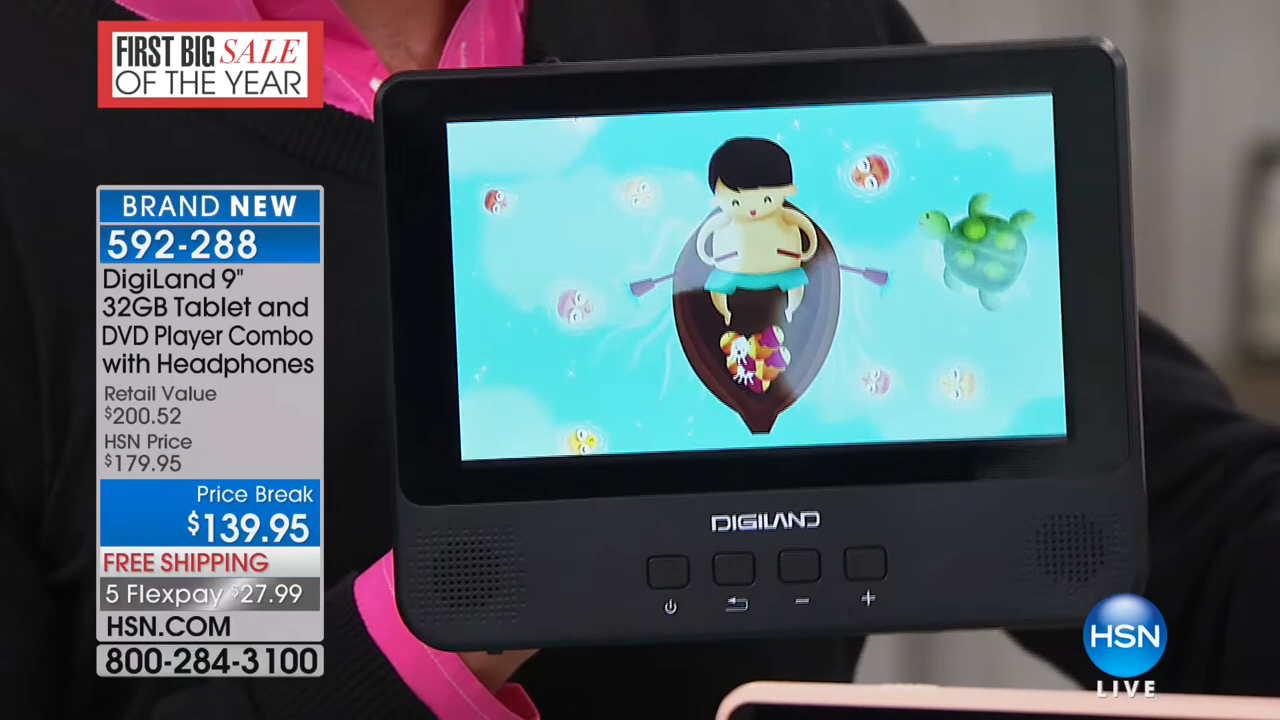 FIRST BIG SALE
OF THE YEAR
BRAND NEW
592-288
DigiLand 9"
32GB Tablet and
DVD Player Combo
with Headphones
Retail Value
$200.52
HSN Price
$179.95
Price Break
$139.95
FREE SHIPPING
5 Flexpay $27.99
HSN.COM
800-284-3100
DIGILAND
HSN
LIVE